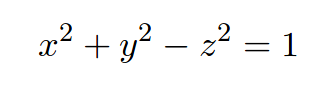 x² + y² − z² = 1